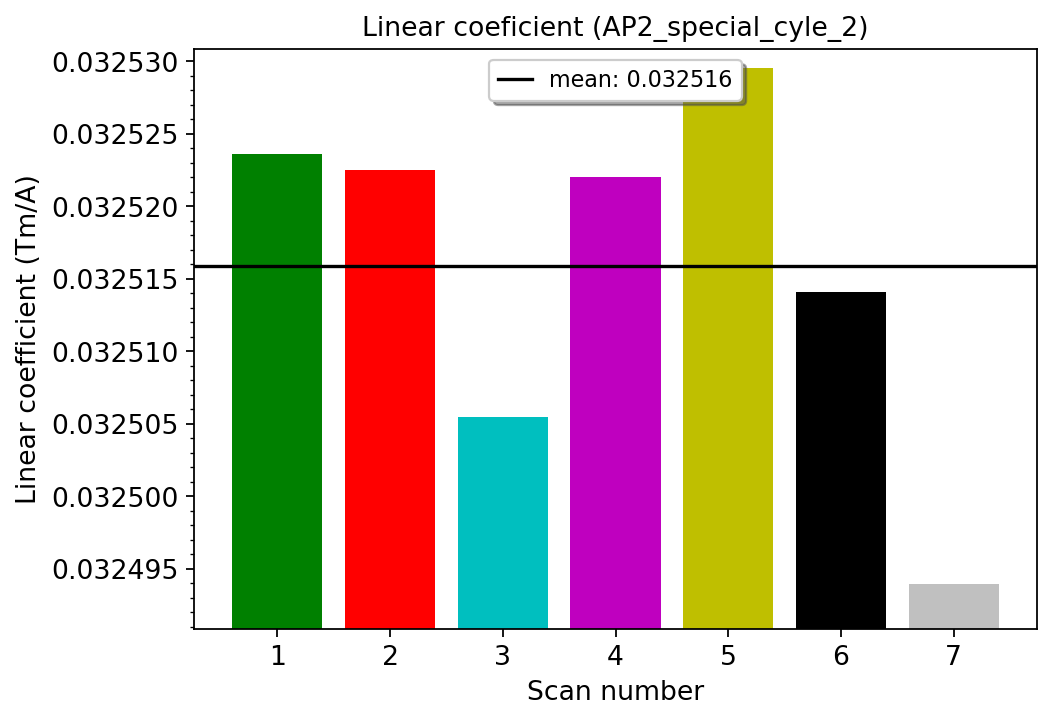 Linear coeficient (AP2_special_cyle_2)
mean: 0.032516
Linear coefficient (Tm/A)
0.032530
0.032525
0.032520
0.032515
0.032510
0.032505
0.032500
0.032495
1 2 3 4 5 6 7
Scan number